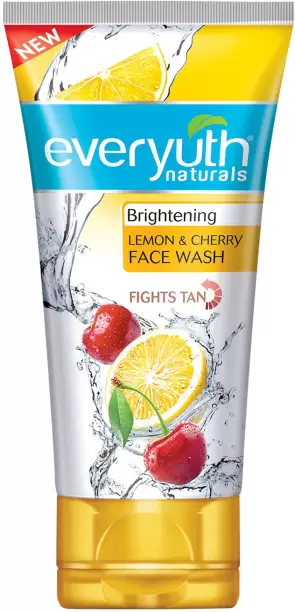 NEW
everyuth®
naturals
Brightening
LEMON & CHERRY
FACE WASH
FIGHTS TAN